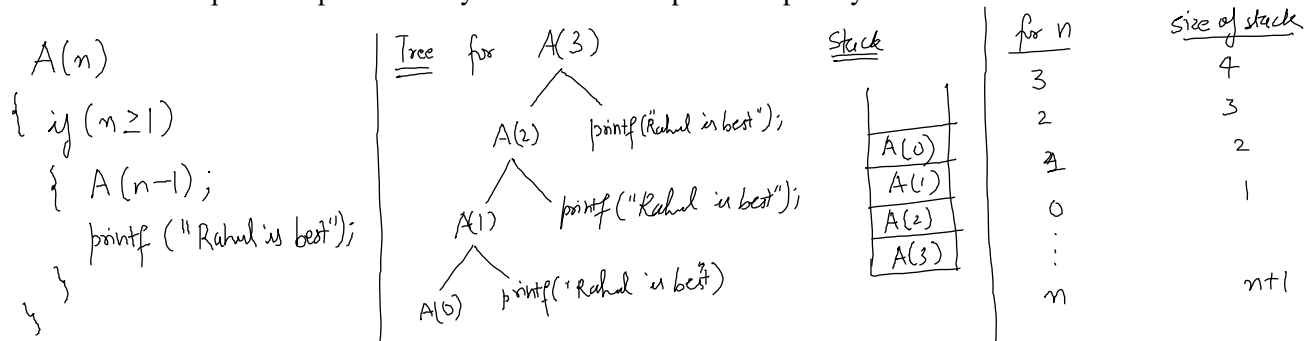 A(n)
{ if (n≥1)
{ A(n-1);
printf ("Rahul is best");
}
}
Tree for A(3)
A(2) printf("Rahul is best");
A(1) printf("Rahul is best");
A(0) printf("Rahul is best")
Stack
A(0)
A(1)
A(2)
A(3)
for n size of stack
3 4
2 3
1 2
0 1
:
:
n n+1